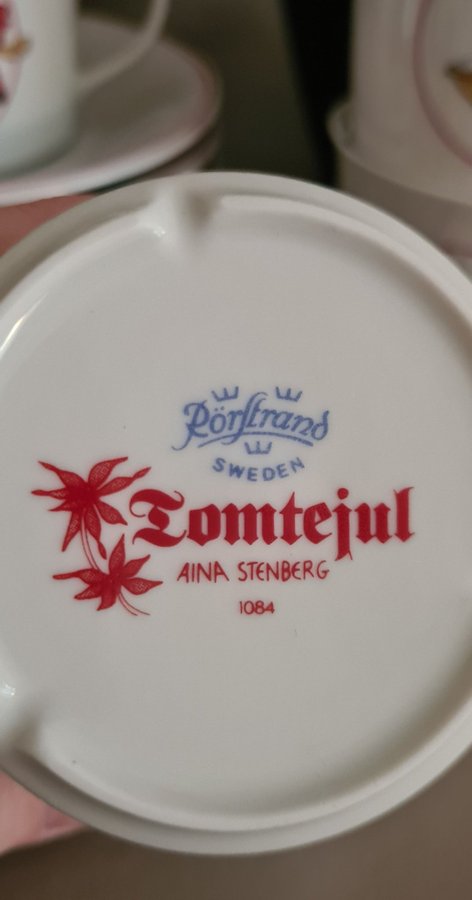 Rörstrand
SWEDEN
Tomtejul
AINA STENBERG
1084